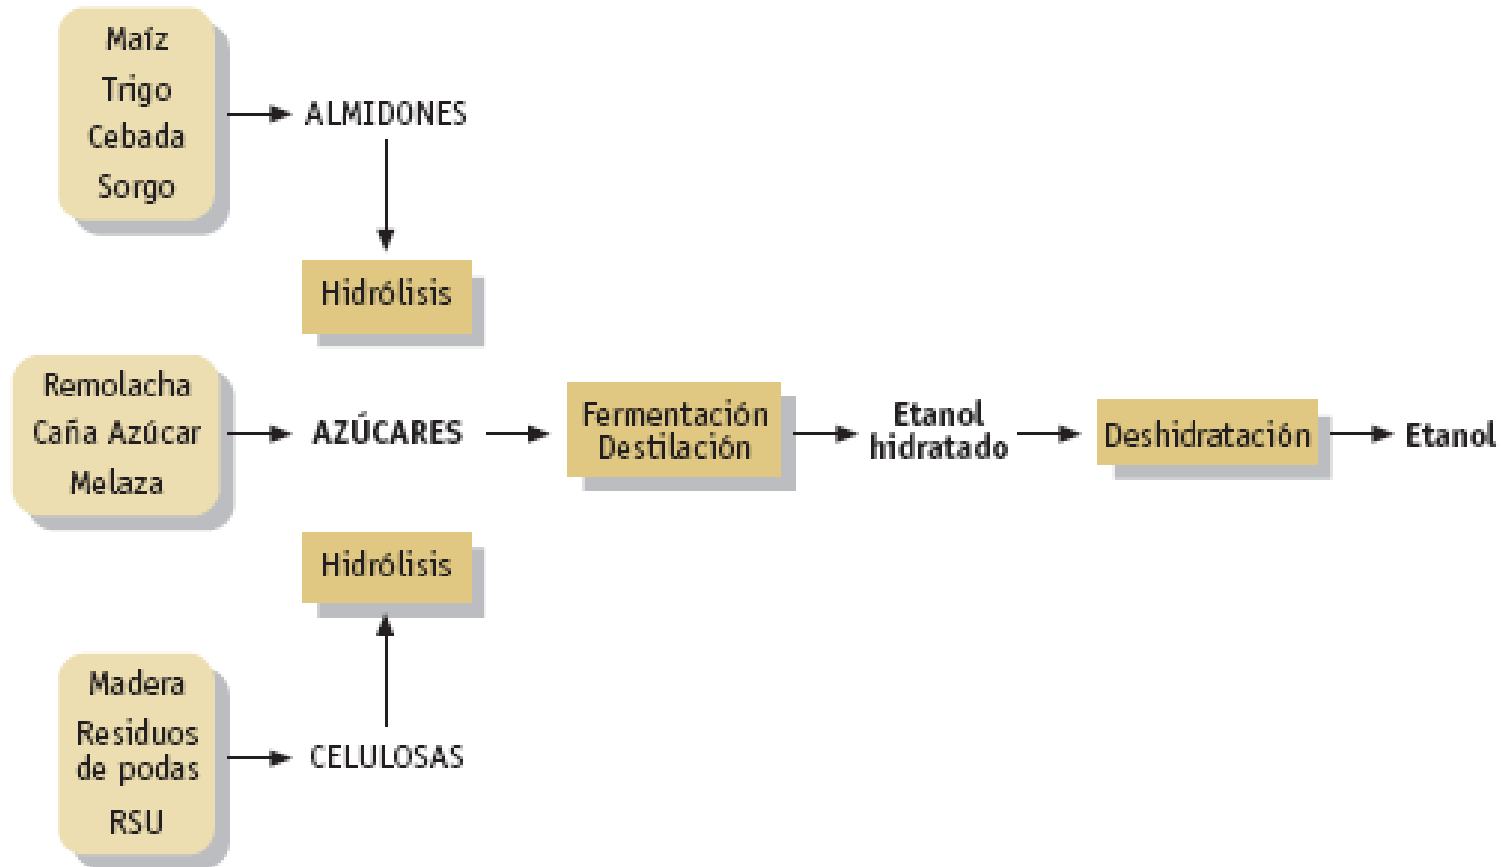 Maíz
Trigo
Cebada
Sorgo
ALMIDONES
Hidrólisis
Remolacha
Caña Azúcar
Melaza
AZÚCARES
Fermentación
Destilación
Etanol
hidratado
Deshidratación
Etanol
Hidrólisis
Madera
Residuos
de podas
RSU
CELULOSAS